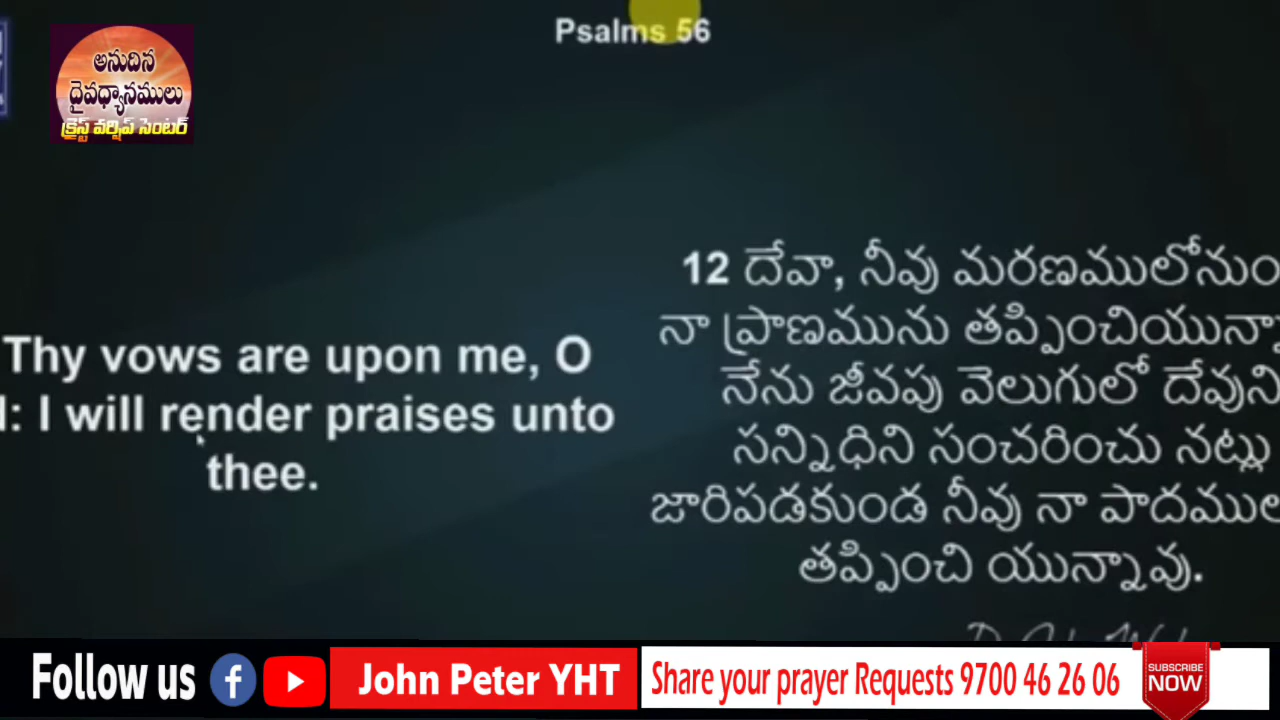 Psalms 56
అనుదిన
దైవధ్యానములు
క్రైస్ట్ వర్షిప్ సెంటర్
Thy vows are upon me, O
: I will render praises unto
thee.
12 దేవా, నీవు మరణములోనుం
నా ప్రాణమును తప్పించియున్నా
నేను జీవపు వెలుగులో దేవుని
సన్నిధిని సంచరించు నట్లు
జారిపడకుండ నీవు నా పాదముల
తప్పించి యున్నావు.
Follow us
John Peter YHT
Share your prayer Requests 9700 46 26 06
SUBSCRIBE
NOW